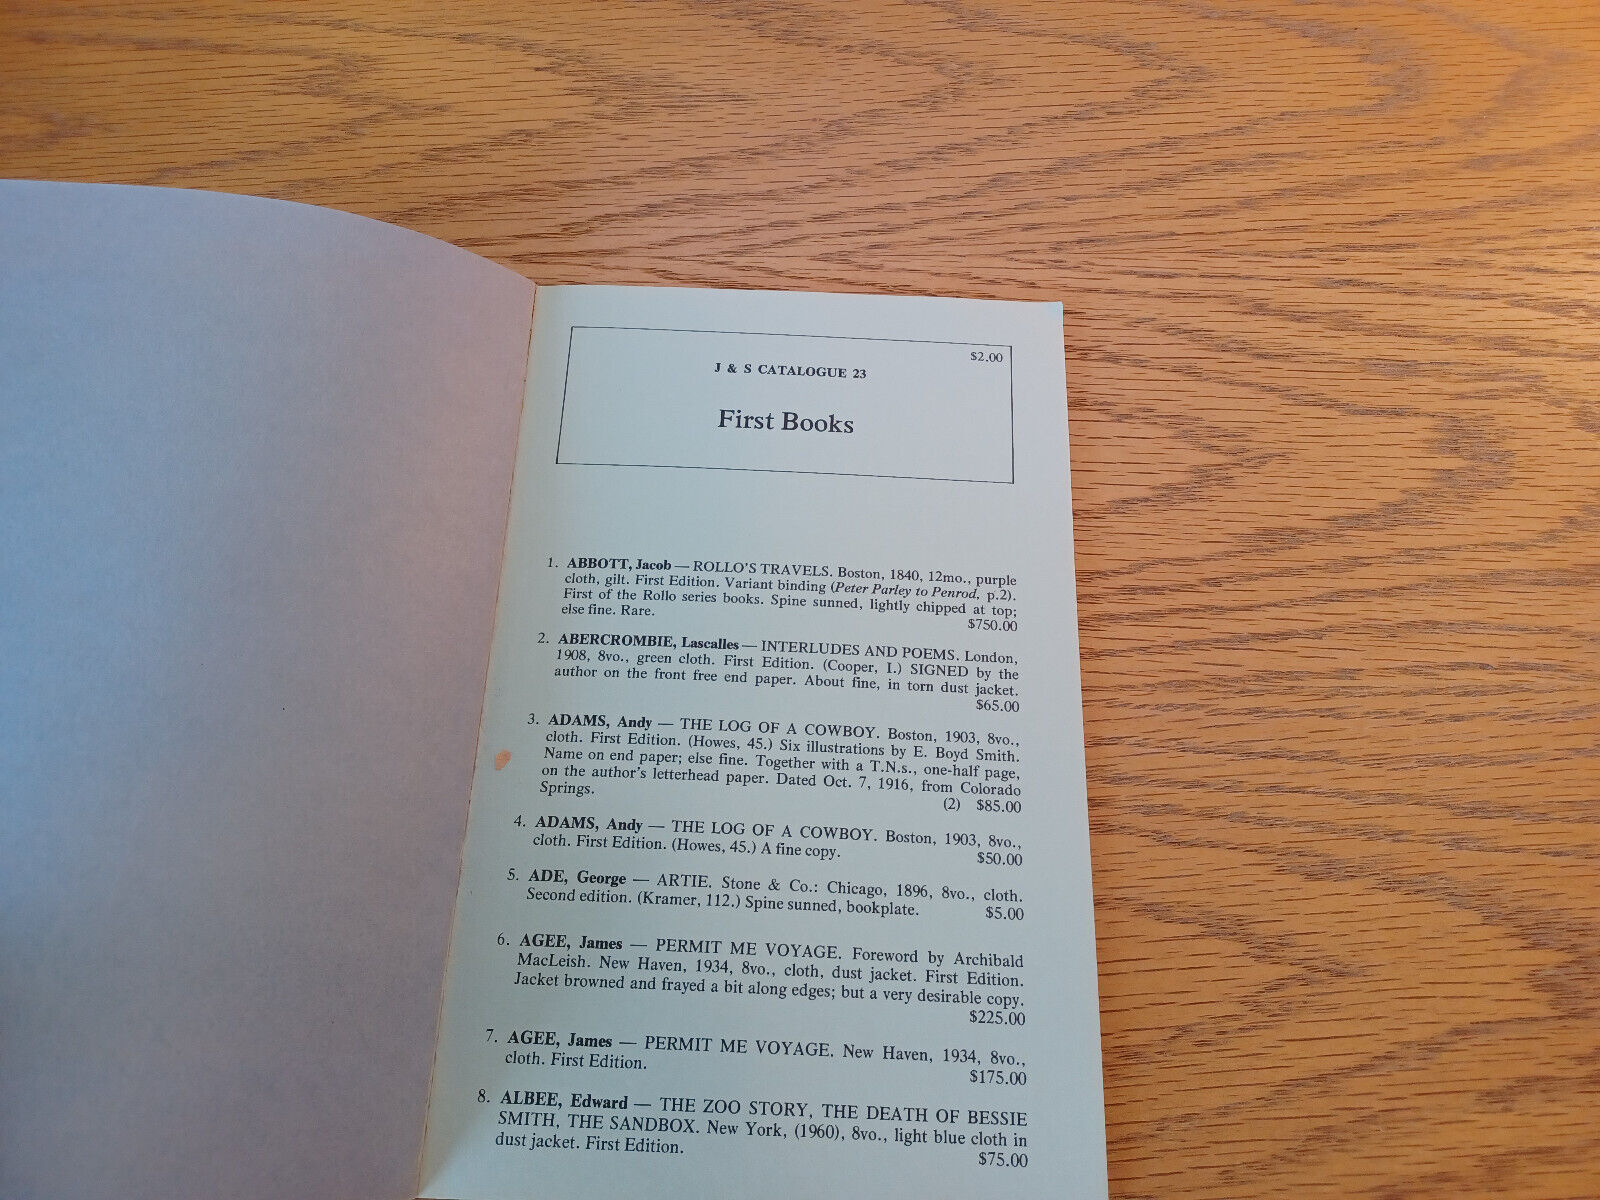 $2.00
J & S CATALOGUE 23
First Books
1. ABBOTT, Jacob — ROLLO'S TRAVELS. Boston, 1840, 12mo., purple
cloth, gilt. First Edition. Variant binding (Peter Parley to Penrod, p.2).
First of the Rollo series books. Spine sunned, lightly chipped at top;
else fine. Rare. $750.00
2. ABERCROMBIE, Lascalles — INTERLUDES AND POEMS. London,
1908, 8vo., green cloth. First Edition. (Cooper, I.) SIGNED by the
author on the front free end paper. About fine, in torn dust jacket.
$65.00
3. ADAMS, Andy — THE LOG OF A COWBOY. Boston, 1903, 8vo.,
cloth. First Edition. (Howes, 45.) Six illustrations by E. Boyd Smith.
Name on end paper; else fine. Together with a T.N.s., one-half page,
on the author's letterhead paper. Dated Oct. 7, 1916, from Colorado
Springs. (2) $85.00
4. ADAMS, Andy — THE LOG OF A COWBOY. Boston, 1903, 8vo.,
cloth. First Edition. (Howes, 45.) A fine copy. $50.00
5. ADE, George — ARTIE. Stone & Co.: Chicago, 1896, 8vo., cloth.
Second edition. (Kramer, 112.) Spine sunned, bookplate. $5.00
6. AGEE, James — PERMIT ME VOYAGE. Foreword by Archibald
MacLeish. New Haven, 1934, 8vo., cloth, dust jacket. First Edition.
Jacket browned and frayed a bit along edges; but a very desirable copy.
$225.00
7. AGEE, James — PERMIT ME VOYAGE. New Haven, 1934, 8vo.,
cloth. First Edition. $175.00
8. ALBEE, Edward — THE ZOO STORY, THE DEATH OF BESSIE
SMITH, THE SANDBOX. New York, (1960), 8vo., light blue cloth in
dust jacket. First Edition. $75.00